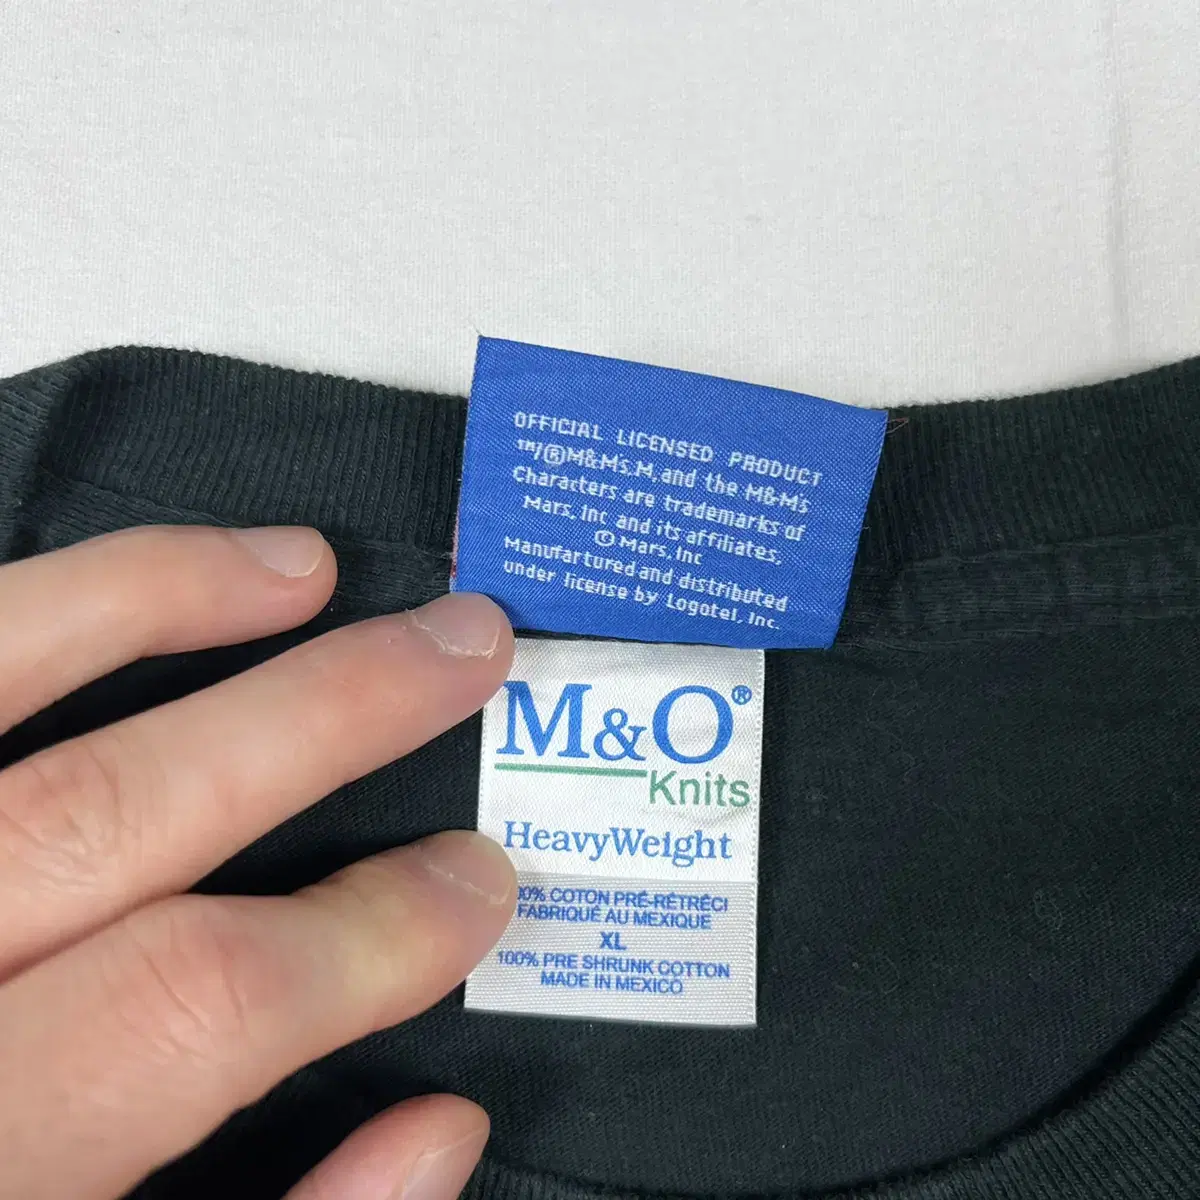 OFFICIAL LICENSED PRODUCT
™/®M&M's, M, and the M&M's
Characters are trademarks of
Mars, Inc and its affiliates,
©Mars, Inc
Manufartured and distributed
under license by Logotel, Inc.
M&O®
Knits
HeavyWeight
00% COTON PRÉ-RÉTRÉCI
FABRIQUÉ AU MEXIQUE
XL
100% PRE SHRUNK COTTON
MADE IN MEXICO